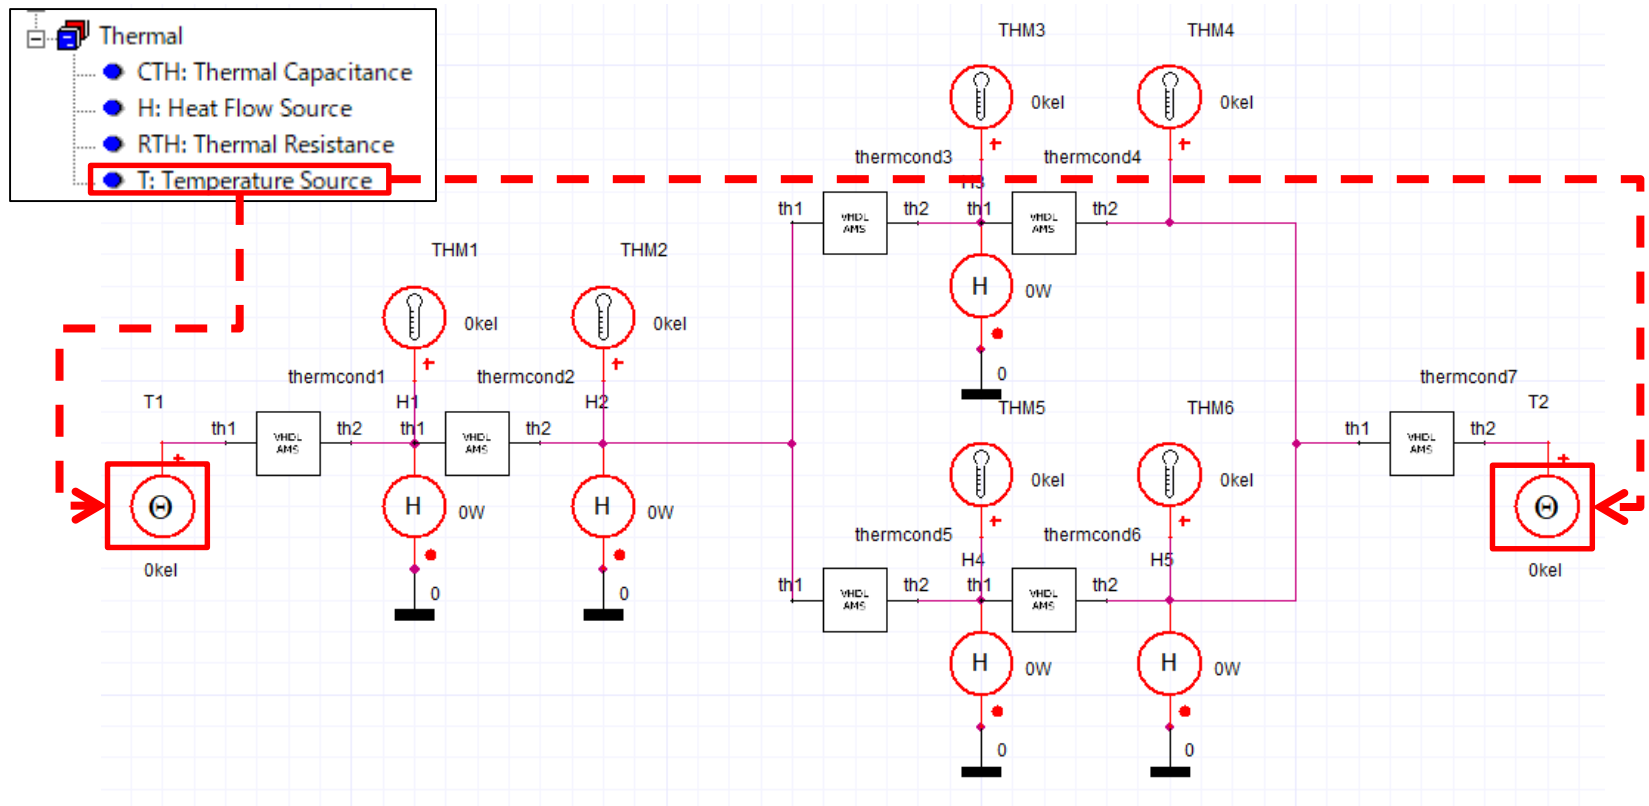 Thermal
CTH: Thermal Capacitance
H: Heat Flow Source
RTH: Thermal Resistance
T: Temperature Source
THM3 THM4
0kel 0kel
+ +
thermcond3 thermcond4
H3
th1 VHDL AMS th2 th1 VHDL AMS th2
THM1 THM2
H 0W
0kel 0kel
0
+ +
thermcond1 thermcond2 thermcond7
T1 H1 H2 THM5 THM6 T2
th1 VHDL AMS th2 th1 VHDL AMS th2 th1 VHDL AMS th2
+ +
0kel 0kel
Θ H 0W H 0W Θ
+ +
thermcond5 thermcond6
0kel H4 H5 0kel
th1 VHDL AMS th2 th1 VHDL AMS th2
0 0
H 0W H 0W
0 0